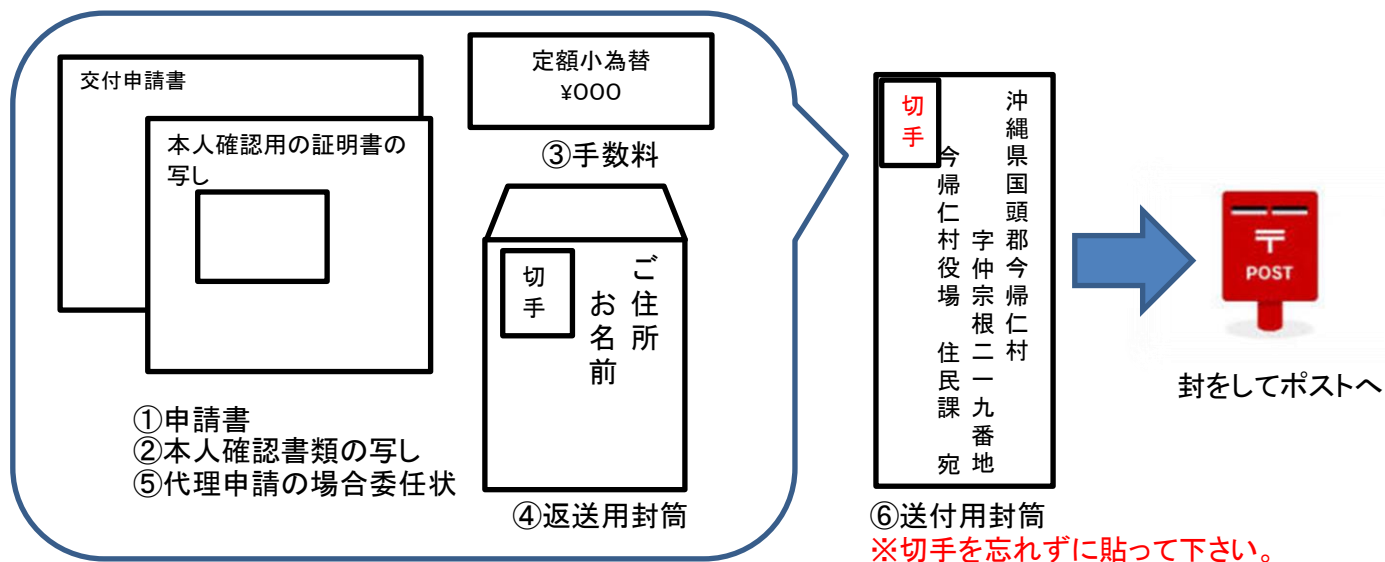 交付申請書
本人確認用の証明書の
写し
定額小為替
¥000
③手数料
切手
ご住所
お名前
①申請書
②本人確認書類の写し
⑤代理申請の場合委任状
④返送用封筒
切手
沖縄県国頭郡今帰仁村
字仲宗根二一九番地
今帰仁村役場 住民課 宛
⑥送付用封筒
※切手を忘れずに貼って下さい。
〒
POST
封をしてポストへ